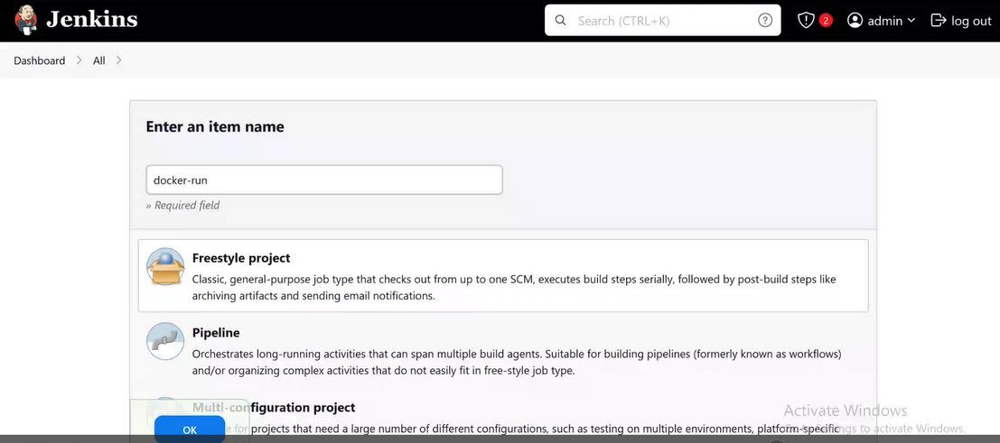 Jenkins
Search (CTRL+K)
2
admin
log out
Dashboard
All
Enter an item name
docker-run
» Required field
Freestyle project
Classic, general-purpose job type that checks out from up to one SCM, executes build steps serially, followed by post-build steps like
archiving artifacts and sending email notifications.
Pipeline
Orchestrates long-running activities that can span multiple build agents. Suitable for building pipelines (formerly known as workflows)
and/or organizing complex activities that do not easily fit in free-style job type.
Multi-configuration project
for projects that need a large number of different configurations, such as testing on multiple environments, platform-specific
OK
Activate Windows
to activate Windows.